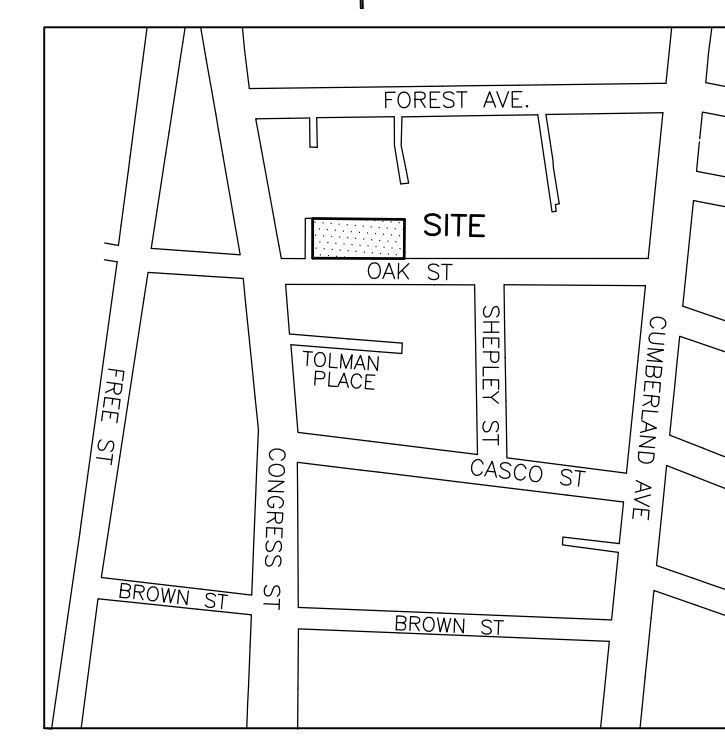 FOREST AVE.
SITE
OAK ST
SHEPLEY ST
CUMBERLAND AVE
TOLMAN
PLACE
FREE ST
CONGRESS ST
CASCO ST
BROWN ST
BROWN ST